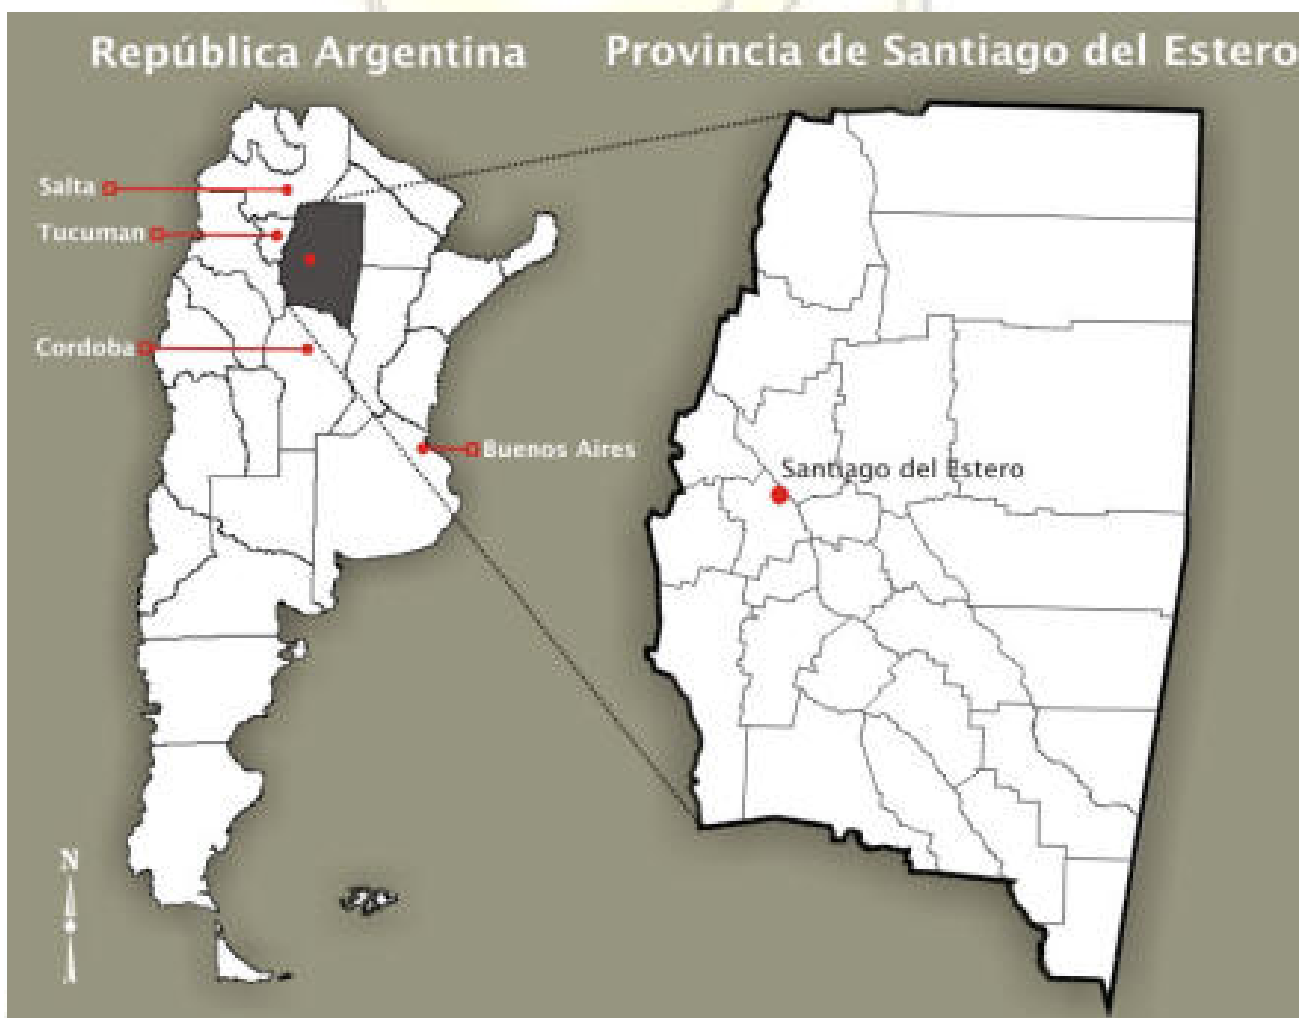 República Argentina
Provincia de Santiago del Estero
Salta
Tucuman
Cordoba
Buenos Aires
Santiago del Estero
N